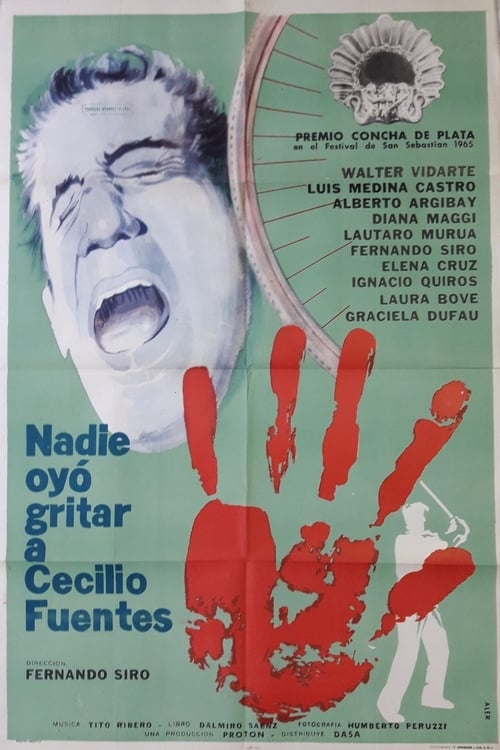 PREMIO CONCHA DE PLATA
en el Festival de San Sebastian 1965
WALTER VIDARTE
LUIS MEDINA CASTRO
ALBERTO ARGIBAY
DIANA MAGGI
LAUTARO MURUA
FERNANDO SIRO
ELENA CRUZ
IGNACIO QUIROS
LAURA BOVE
GRACIELA DUFAU
Nadie
oyó
gritar
a
Cecilio
Fuentes
DIRECCION
FERNANDO SIRO
ALÉR
MUSICA TITO RIBERO - LIBRO DALMIRO SAENZ - FOTOGRAFIA HUMBERTO PERUZZI
UNA PRODUCCION PROTON - DISTRIBUYE DASA